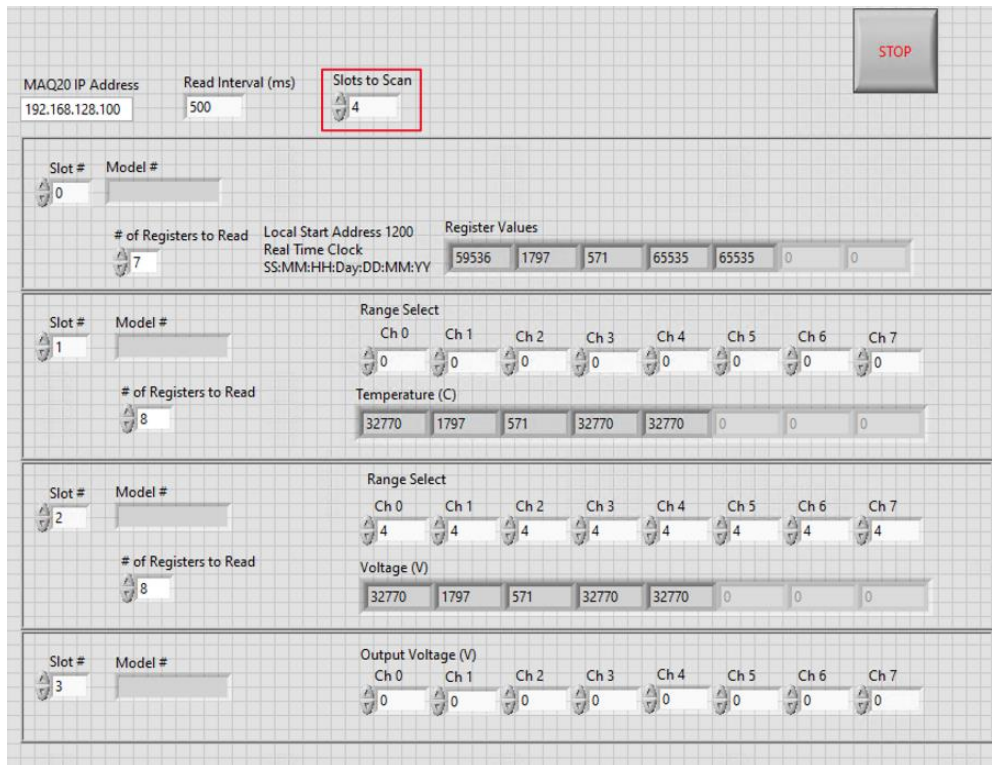 STOP
MAQ20 IP Address Read Interval (ms) Slots to Scan
192.168.128.100 500 4
Slot # Model #
0
# of Registers to Read
7
Local Start Address 1200
Real Time Clock
SS:MM:HH:Day:DD:MM:YY
Register Values
59536 1797 571 65535 65535 0 0
Slot # Model #
1
# of Registers to Read
8
Range Select
Ch 0 Ch 1 Ch 2 Ch 3 Ch 4 Ch 5 Ch 6 Ch 7
0 0 0 0 0 0 0 0
Temperature (C)
32770 1797 571 32770 32770 0 0 0
Slot # Model #
2
# of Registers to Read
8
Range Select
Ch 0 Ch 1 Ch 2 Ch 3 Ch 4 Ch 5 Ch 6 Ch 7
4 4 4 4 4 4 4 4
Voltage (V)
32770 1797 571 32770 32770 0 0 0
Slot # Model #
3
Output Voltage (V)
Ch 0 Ch 1 Ch 2 Ch 3 Ch 4 Ch 5 Ch 6 Ch 7
0 0 0 0 0 0 0 0